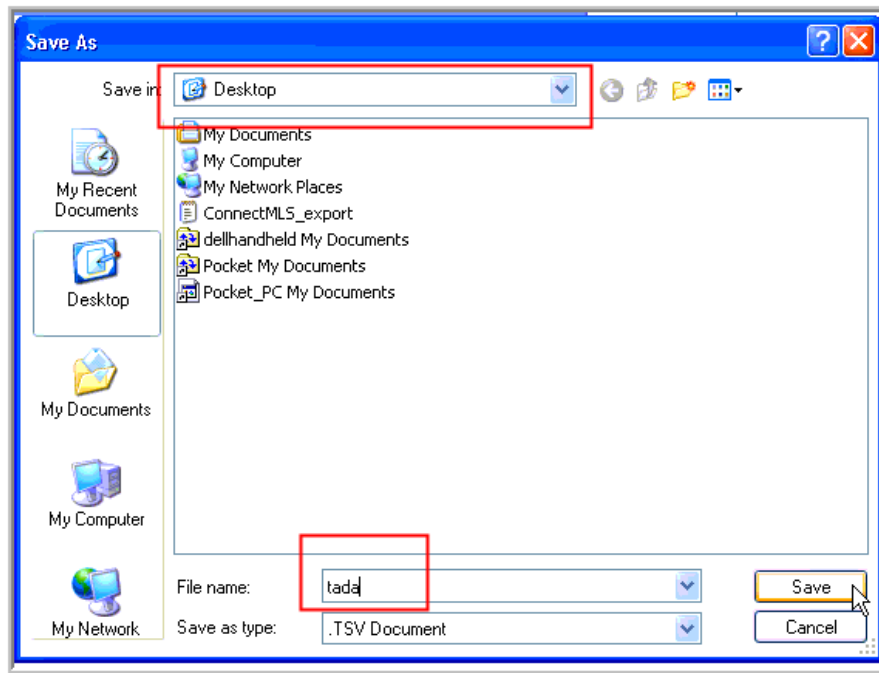 Save As
Save in:
Desktop
My Recent
Documents
Desktop
My Documents
My Computer
My Network
My Documents
My Computer
My Network Places
ConnectMLS_export
dellhandheld My Documents
Pocket My Documents
Pocket_PC My Documents
File name:
tada
Save
Save as type:
.TSV Document
Cancel